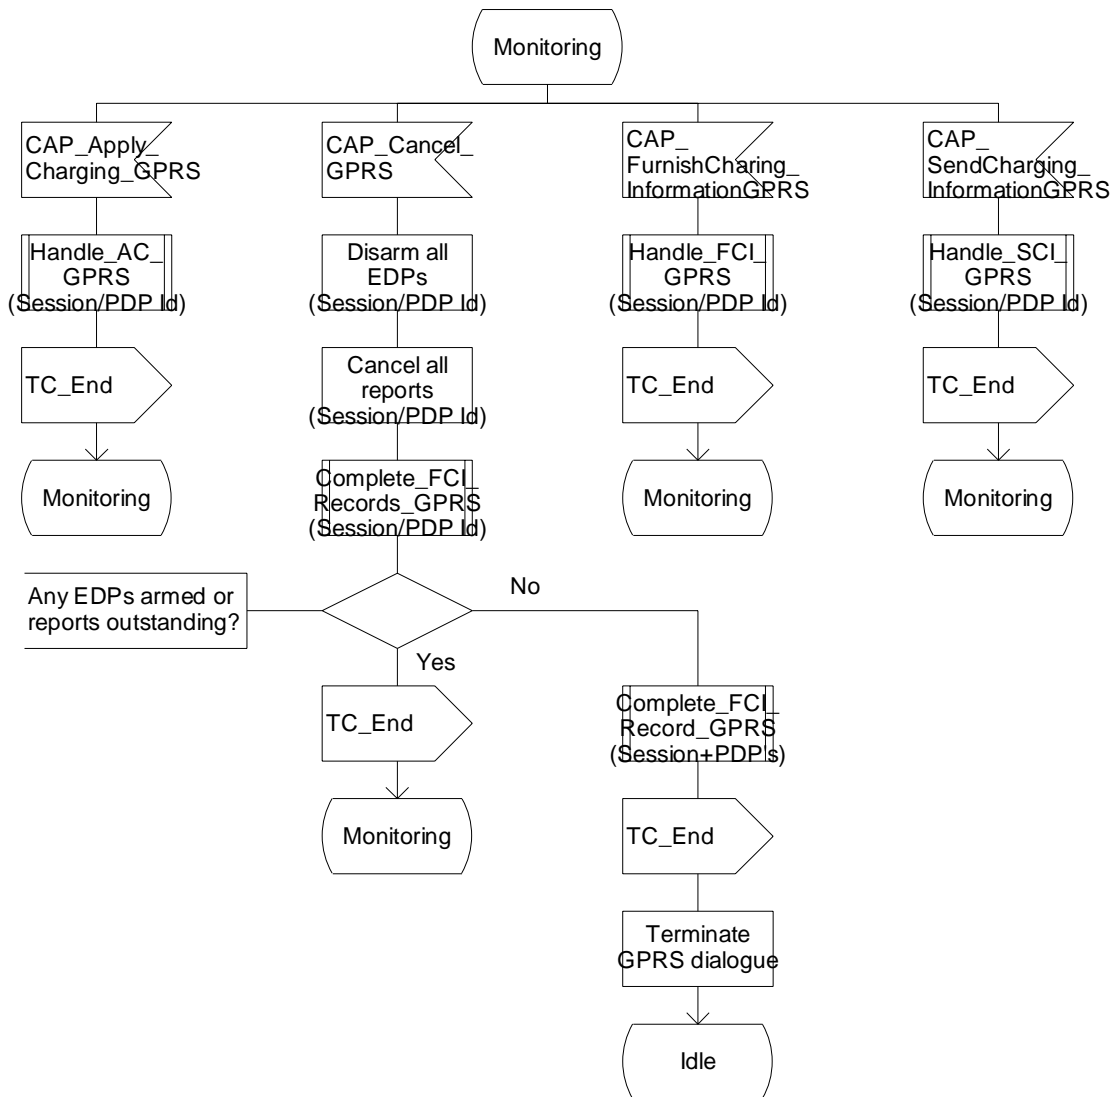 Monitoring
CAP_Apply_
Charging_GPRS
CAP_Cancel_
GPRS
CAP_
FurnishCharing_
InformationGPRS
CAP_
SendCharging_
InformationGPRS
Handle_AC_
GPRS
(Session/PDP Id)
Disarm all
EDPs
(Session/PDP Id)
Handle_FCI_
GPRS
(Session/PDP Id)
Handle_SCI_
GPRS
(Session/PDP Id)
TC_End
Cancel all
reports
(Session/PDP Id)
TC_End
TC_End
Monitoring
Complete_FCI_
Records_GPRS
(Session/PDP Id)
Monitoring
Monitoring
Any EDPs armed or
reports outstanding?
No
Yes
TC_End
Complete_FCI_
Record_GPRS
(Session+PDP's)
Monitoring
TC_End
Terminate
GPRS dialogue
Idle